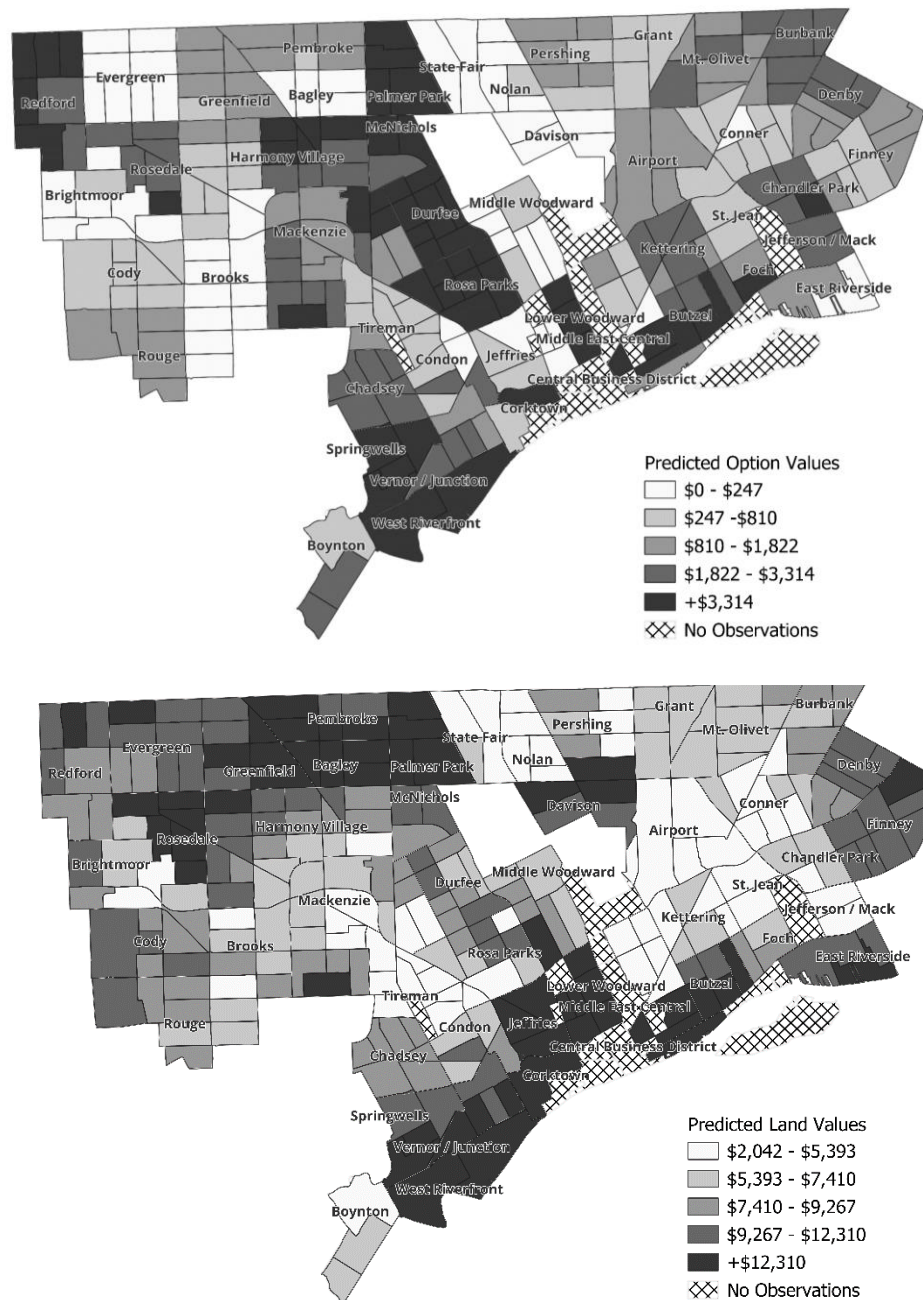 Burbank
Grant
Pembroke
Pershing
Mt. Olivet
State Fair
Evergreen
Nolan
Denby
Redford
Greenfield
Bagley
Palmer Park
McNichols
Davison
Conner
Harmony Village
Airport
Finney
Rosedale
Chandler Park
Brightmoor
Middle Woodward
Durfee
St. Jean
Mackenzie
Kettering
Jefferson / Mack
Cody
Brooks
Foch
Rosa Parks
East Riverside
Lower Woodward
Butzel
Tireman
Middle East Central
Rouge
Condon
Jeffries
Central Business District
Chadsey
Corktown
Springwells
Vernor / Junction
West Riverfront
Boynton
Predicted Option Values
$0 - $247
$247 -$810
$810 - $1,822
$1,822 - $3,314
+$3,314
No Observations
Burbank
Grant
Pembroke
Pershing
Mt. Olivet
State Fair
Evergreen
Nolan
Denby
Redford
Greenfield
Bagley
Palmer Park
McNichols
Davison
Conner
Harmony Village
Airport
Finney
Rosedale
Chandler Park
Brightmoor
Middle Woodward
Durfee
St. Jean
Mackenzie
Kettering
Jefferson / Mack
Cody
Brooks
Foch
Rosa Parks
East Riverside
Lower Woodward
Butzel
Tireman
Middle East Central
Rouge
Condon
Jeffries
Central Business District
Chadsey
Corktown
Springwells
Vernor / Junction
West Riverfront
Boynton
Predicted Land Values
$2,042 - $5,393
$5,393 - $7,410
$7,410 - $9,267
$9,267 - $12,310
+$12,310
No Observations